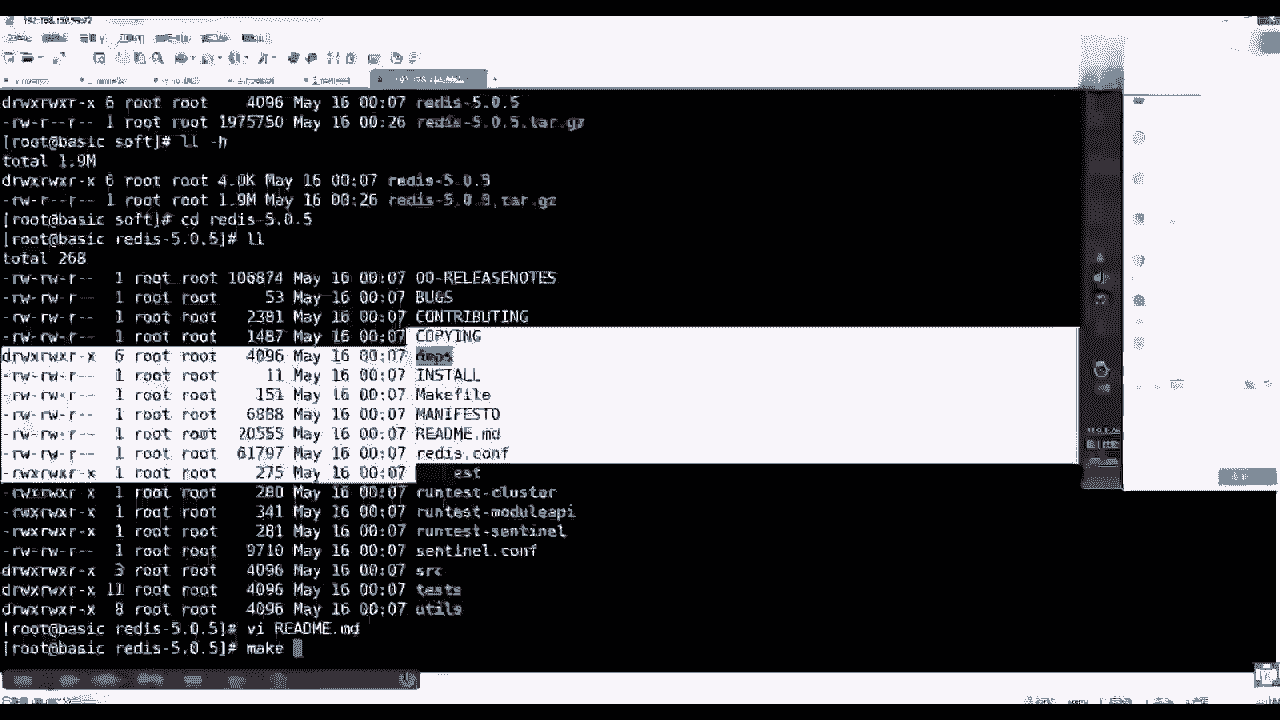 drwxrwxr-x 6 root root 4096 May 16 00:07 redis-5.0.5
-rw-r--r-- 1 root root 1975750 May 16 00:26 redis-5.0.5.tar.gz
[root@basic soft]# ll -h
total 1.9M
drwxrwxr-x 6 root root 4.0K May 16 00:07 redis-5.0.5
-rw-r--r-- 1 root root 1.9M May 16 00:26 redis-5.0.5.tar.gz
[root@basic soft]# cd redis-5.0.5
[root@basic redis-5.0.5]# ll
total 268
-rw-rw-r-- 1 root root 106874 May 16 00:07 00-RELEASENOTES
-rw-rw-r-- 1 root root 53 May 16 00:07 BUGS
-rw-rw-r-- 1 root root 2381 May 16 00:07 CONTRIBUTING
-rw-rw-r-- 1 root root 1487 May 16 00:07 COPYING
drwxrwxr-x 6 root root 4096 May 16 00:07 deps
-rw-rw-r-- 1 root root 11 May 16 00:07 INSTALL
-rw-rw-r-- 1 root root 151 May 16 00:07 Makefile
-rw-rw-r-- 1 root root 6888 May 16 00:07 MANIFESTO
-rw-rw-r-- 1 root root 20555 May 16 00:07 README.md
-rw-rw-r-- 1 root root 61797 May 16 00:07 redis.conf
-rwxrwxr-x 1 root root 275 May 16 00:07 est
-rwxrwxr-x 1 root root 280 May 16 00:07 runtest-cluster
-rwxrwxr-x 1 root root 341 May 16 00:07 runtest-moduleapi
-rwxrwxr-x 1 root root 281 May 16 00:07 runtest-sentinel
-rw-rw-r-- 1 root root 9710 May 16 00:07 sentinel.conf
drwxrwxr-x 3 root root 4096 May 16 00:07 src
drwxrwxr-x 11 root root 4096 May 16 00:07 tests
drwxrwxr-x 8 root root 4096 May 16 00:07 utils
[root@basic redis-5.0.5]# vi README.md
[root@basic redis-5.0.5]# make